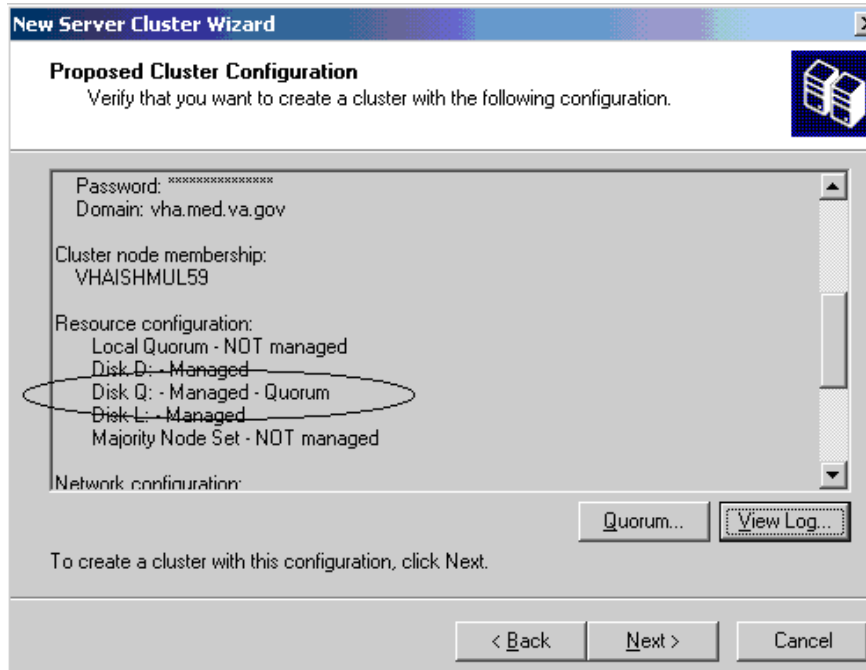 New Server Cluster Wizard
Proposed Cluster Configuration
Verify that you want to create a cluster with the following configuration.
Password: ***************
Domain: vha.med.va.gov
Cluster node membership:
VHAISHMUL59
Resource configuration:
Local Quorum - NOT managed
Disk D: - Managed
Disk Q: - Managed - Quorum
Disk L: - Managed
Majority Node Set - NOT managed
Network configuration:
Quorum...
View Log...
To create a cluster with this configuration, click Next.
< Back
Next >
Cancel